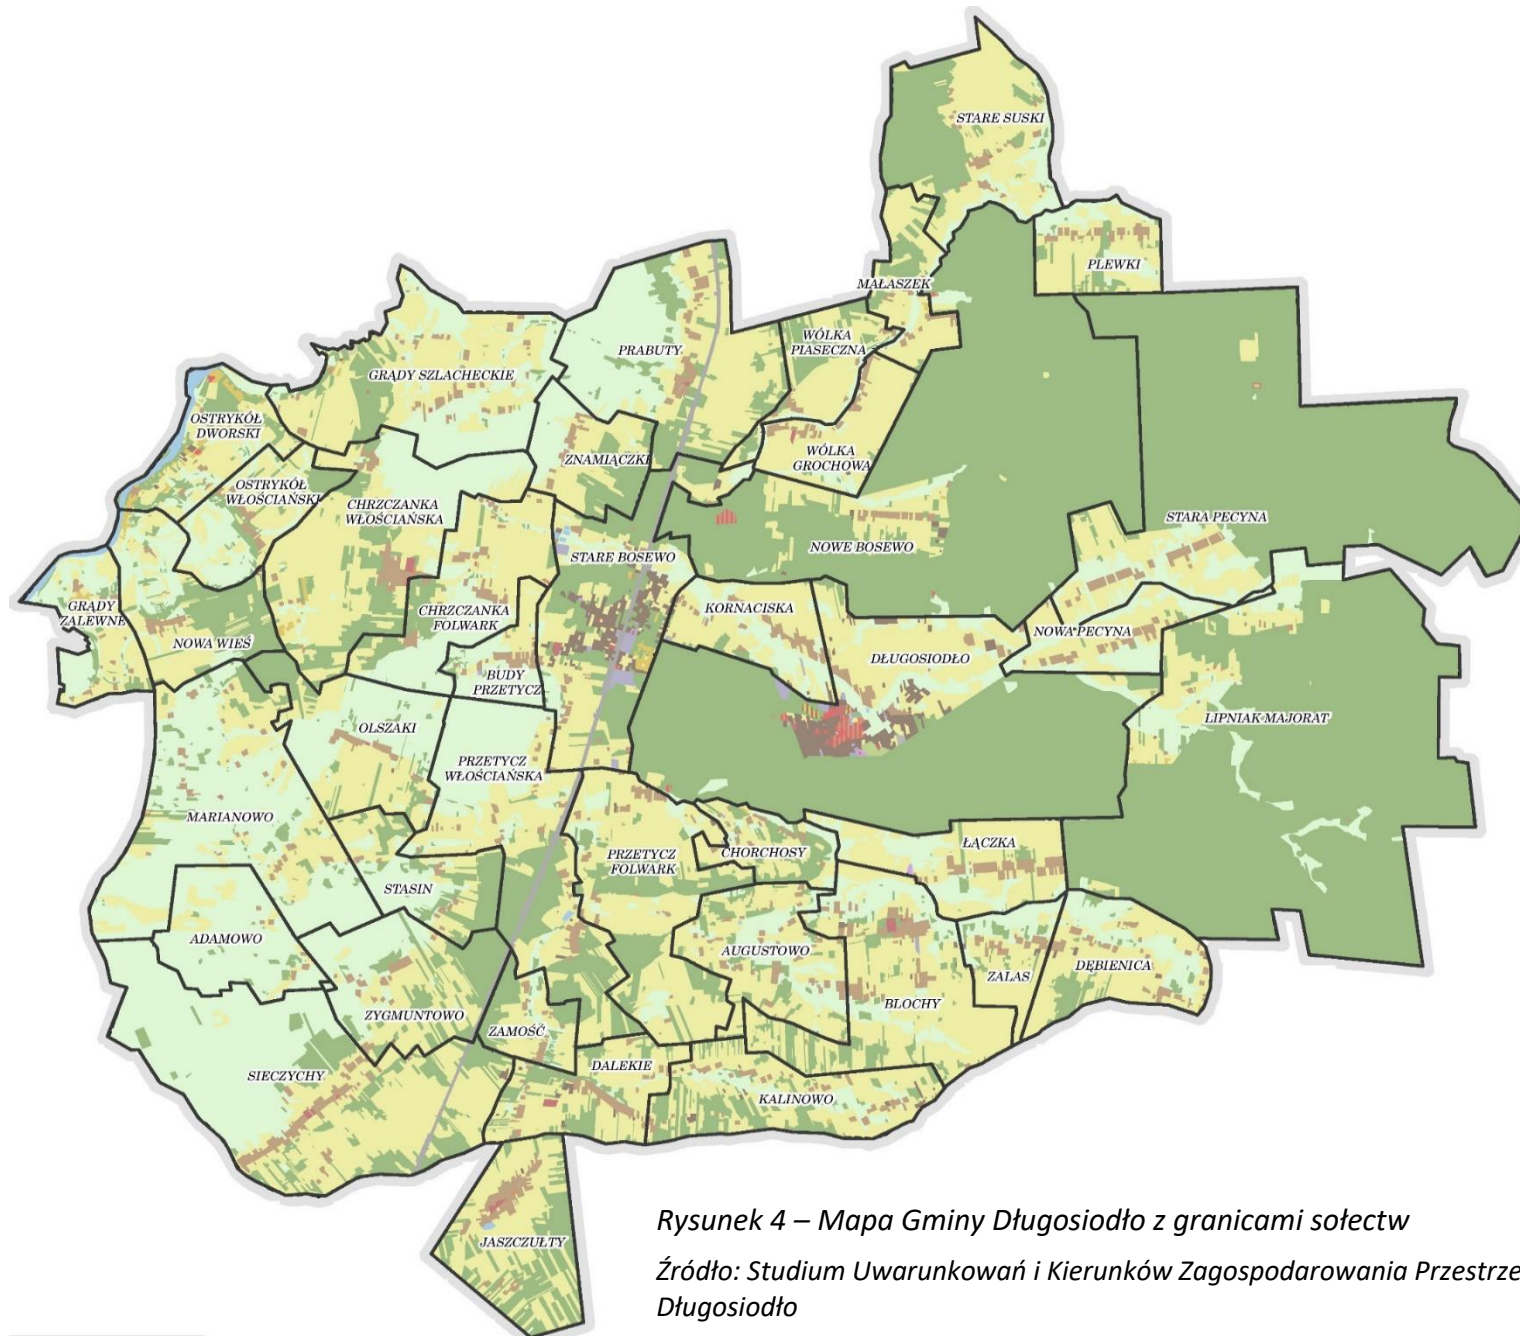 STARE SUSKI
PLEWKI
MAŁASZEK
WÓLKA
PIASECZNA
PRABUTY
GRĄDY SZLACHECKIE
OSTRYKÓŁ
DWORSKI
WÓLKA
GROCHOWA
ZNAMIĄCZKI
OSTRYKÓŁ
WŁOŚCIAŃSKI
CHRZCZANKA
WŁOŚCIAŃSKA
STARA PECYNA
NOWE BOSEWO
STARE BOSEWO
KORNACISKA
CHRZCZANKA
FOLWARK
GRĄDY
ZALEWNE
NOWA WIEŚ
NOWA PECYNA
DŁUGOSIODŁO
BUDY
PRZETYCZ
LIPNIAK-MAJORAT
OLSZAKI
PRZETYCZ
WŁOŚCIAŃSKA
MARIANOWO
ŁĄCZKA
PRZETYCZ
FOLWARK
CHORCHOSY
STASIN
ADAMOWO
AUGUSTOWO
ZALAS
DĘBIENICA
BLOCHY
ZYGMUNTOWO
ZAMOŚĆ
SIECZYCHY
DALEKIE
KALINOWO
JASZCZUŁTY
Rysunek 4 – Mapa Gminy Długosiodło z granicami sołectw
Źródło: Studium Uwarunkowań i Kierunków Zagospodarowania Przestrze
Długosiodło